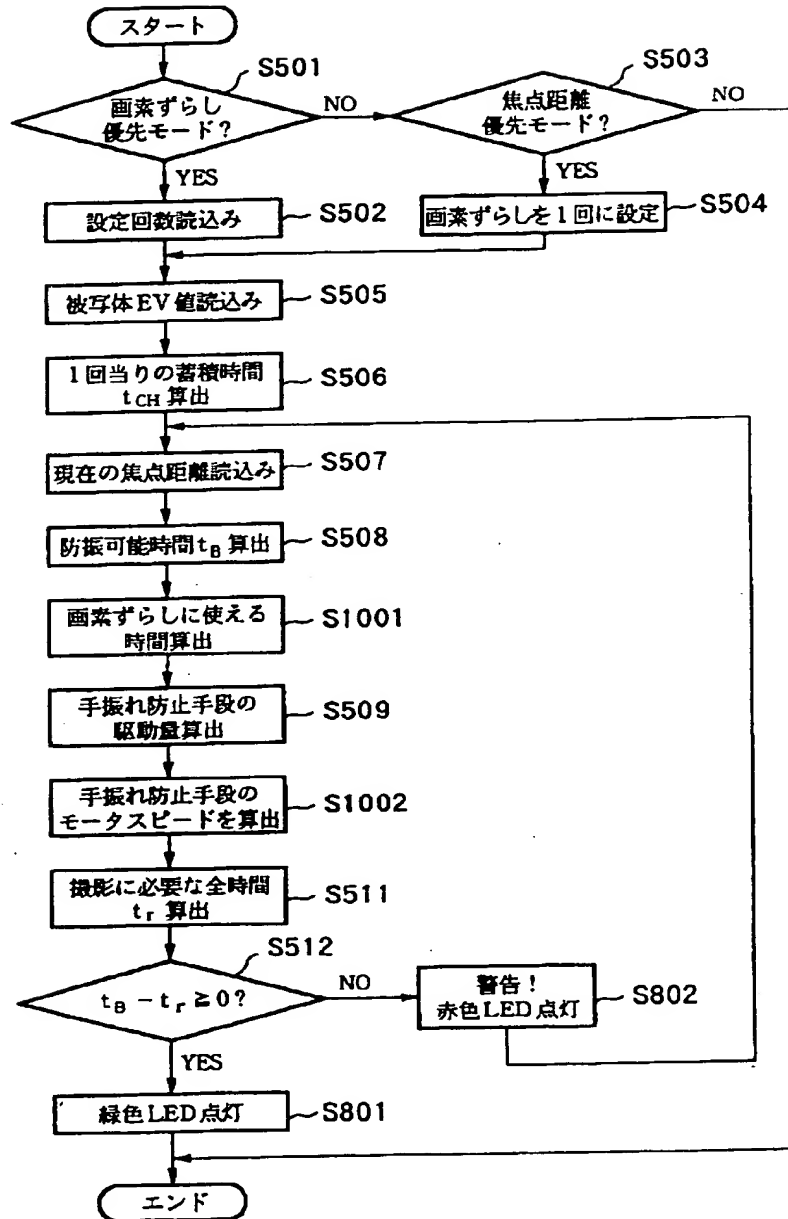 スタート
S501
画素ずらし
優先モード?
NO
YES
S503
焦点距離
優先モード?
NO
YES
設定回数読込み
S502
画素ずらしを1回に設定
S504
被写体EV値読込み
S505
1回当りの蓄積時間
tCH 算出
S506
現在の焦点距離読込み
S507
防振可能時間tB 算出
S508
画素ずらしに使える
時間算出
S1001
手振れ防止手段の
駆動量算出
S509
手振れ防止手段の
モータスピードを算出
S1002
撮影に必要な全時間
tr 算出
S511
S512
tB − tr ≧ 0?
NO
YES
警告!
赤色LED点灯
S802
緑色LED点灯
S801
エンド